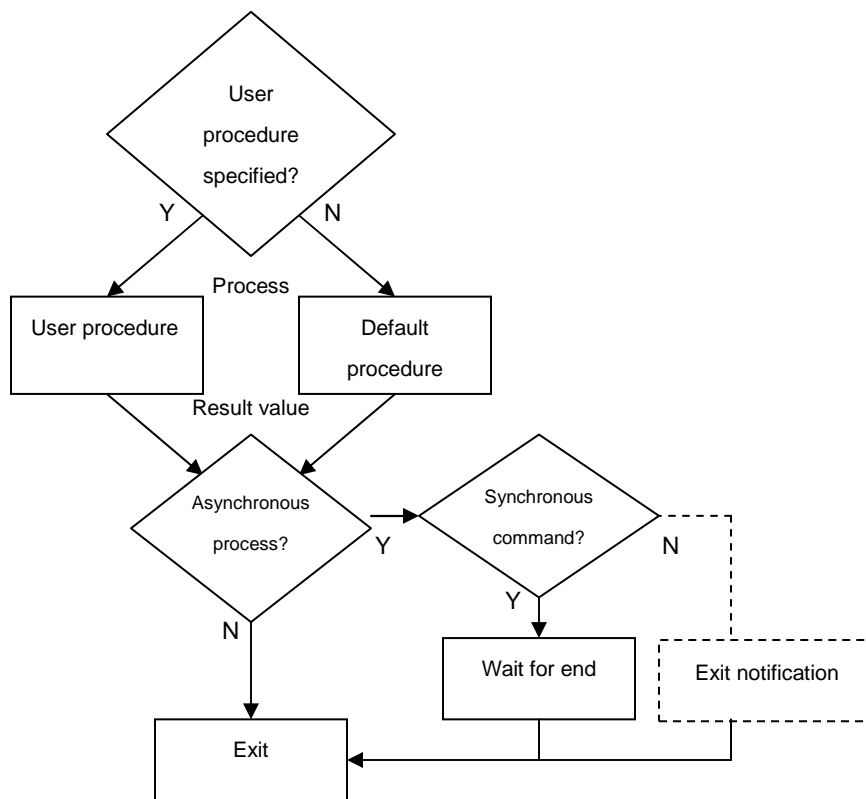 User
procedure
specified?
Y
N
Process
User procedure
Default
procedure
Result value
Asynchronous
process?
Y
Synchronous
command?
N
Y
N
Wait for end
Exit notification
Exit